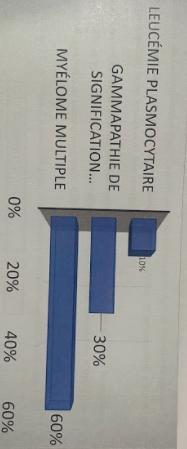 LEUCÉMIE PLASMOCYTAIRE
10%
GAMMAPATHIE DE
SIGNIFICATION...
30%
MYÉLOME MULTIPLE
60%
0% 20% 40% 60%